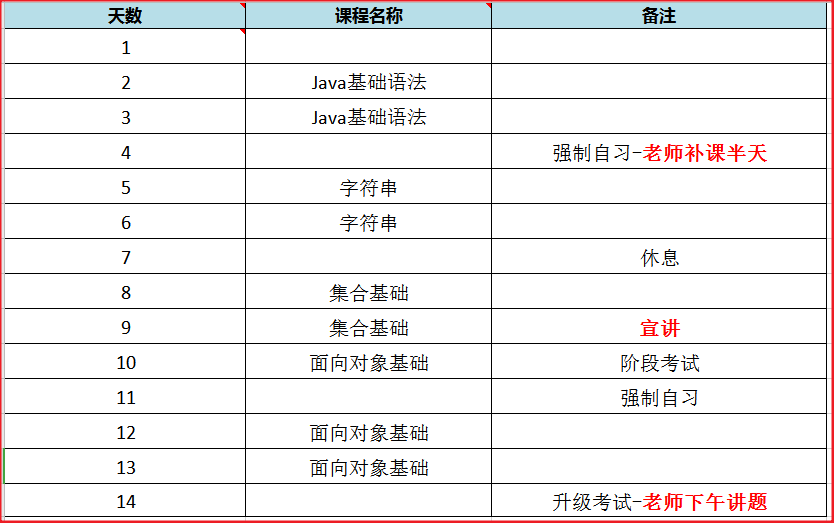 天数 课程名称 备注
1
2 Java基础语法
3 Java基础语法
4 强制自习-老师补课半天
5 字符串
6 字符串
7 休息
8 集合基础
9 集合基础 宣讲
10 面向对象基础 阶段考试
11 强制自习
12 面向对象基础
13 面向对象基础
14 升级考试-老师下午讲题